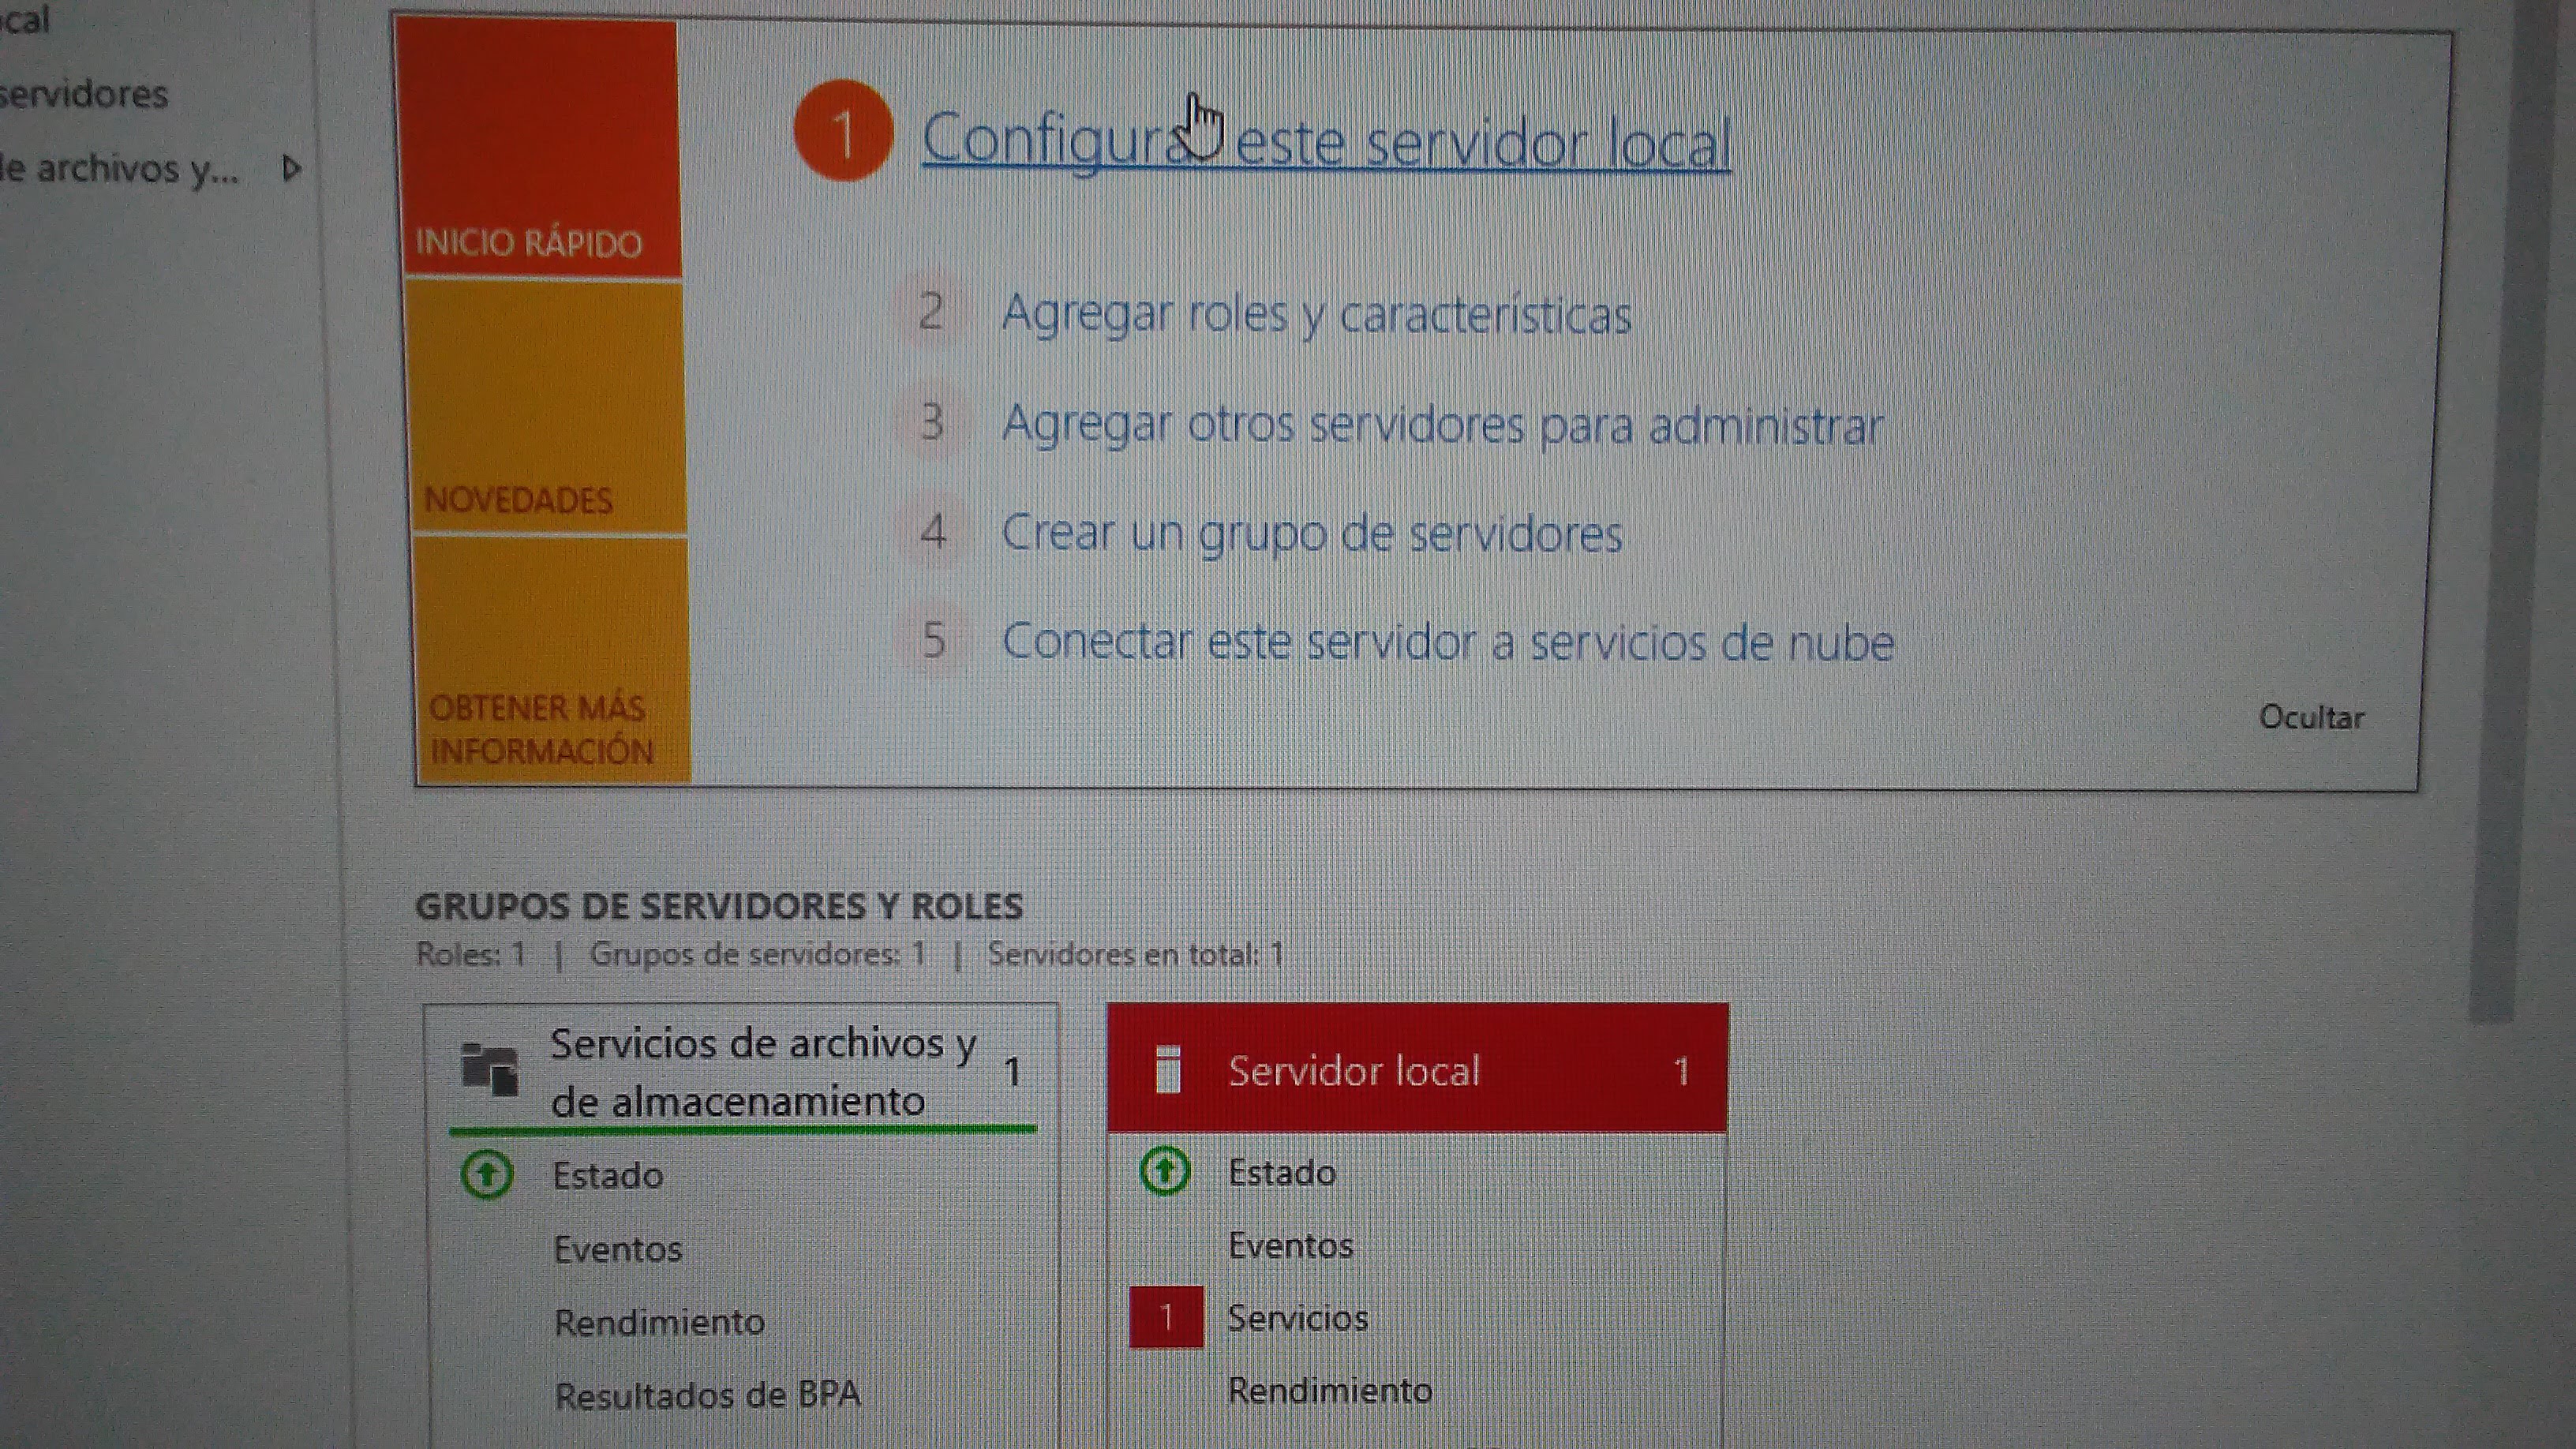 cal
servidores
de archivos y...
1 Configurar este servidor local
INICIO RÁPIDO
2 Agregar roles y características
3 Agregar otros servidores para administrar
NOVEDADES
4 Crear un grupo de servidores
5 Conectar este servidor a servicios de nube
OBTENER MÁS
INFORMACIÓN
Ocultar
GRUPOS DE SERVIDORES Y ROLES
Roles: 1 | Grupos de servidores: 1 | Servidores en total: 1
Servicios de archivos y
de almacenamiento
1
Estado
Eventos
Rendimiento
Resultados de BPA
Servidor local 1
Estado
Eventos
1 Servicios
Rendimiento